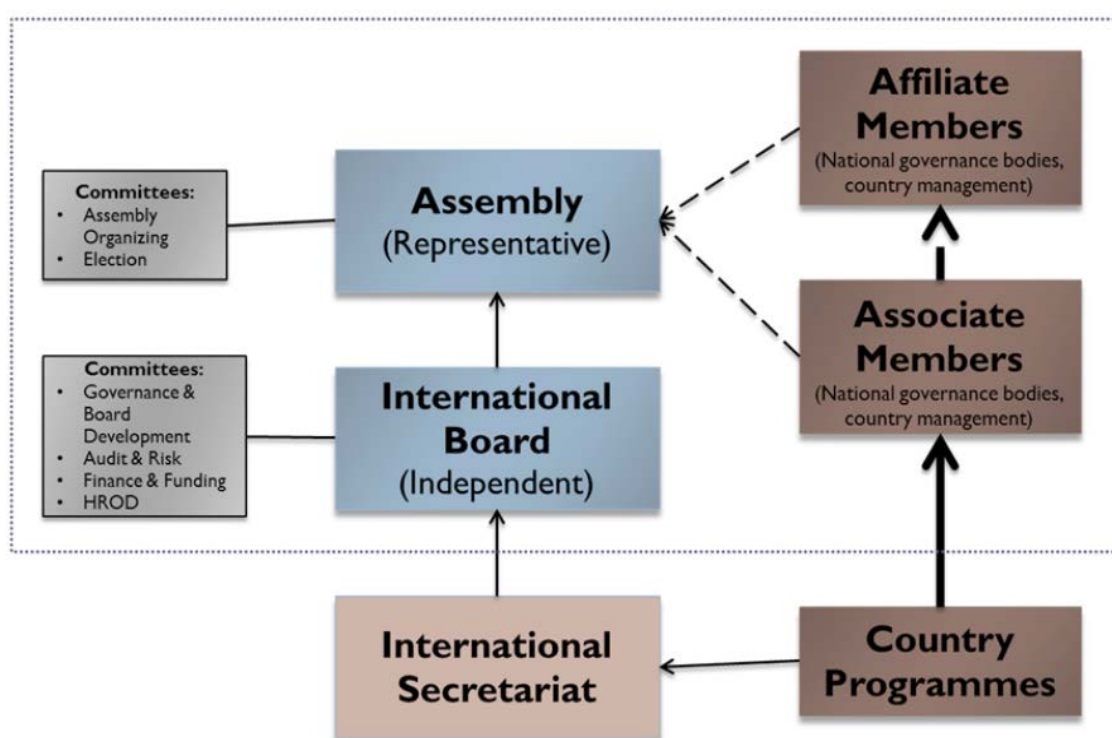 Affiliate
Members
(National governance bodies,
country management)
Committees:
• Assembly
Organizing
• Election
Assembly
(Representative)
Associate
Members
(National governance bodies,
country management)
Committees:
• Governance &
Board
Development
• Audit & Risk
• Finance & Funding
• HROD
International
Board
(Independent)
International
Secretariat
Country
Programmes